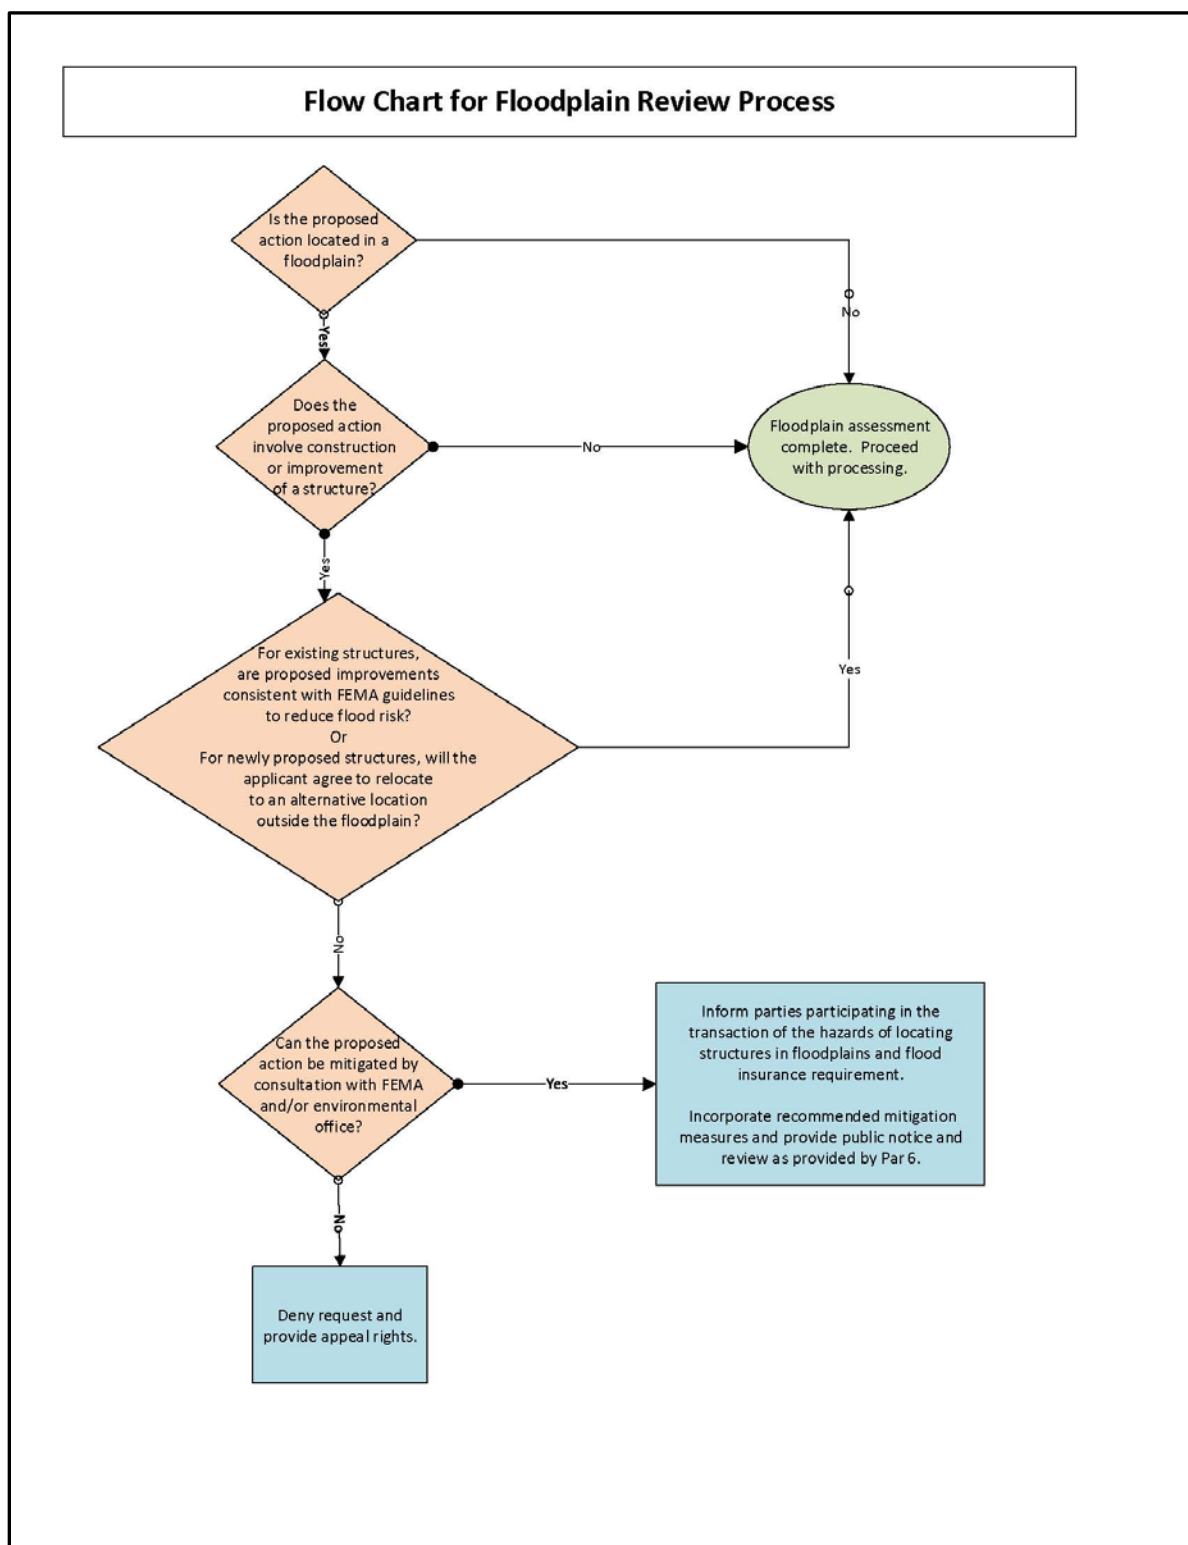 Flow Chart for Floodplain Review Process
Is the proposed
action located in a
floodplain?
No
Yes
Does the
proposed action
involve construction
or improvement
of a structure?
No
Floodplain assessment
complete.  Proceed
with processing.
Yes
For existing structures,
are proposed improvements
consistent with FEMA guidelines
to reduce flood risk?
Or
For newly proposed structures, will the
applicant agree to relocate
to an alternative location
outside the floodplain?
Yes
No
Can the proposed
action be mitigated by
consultation with FEMA
and/or environmental
office?
Yes
Inform parties participating in the
transaction of the hazards of locating
structures in floodplains and flood
insurance requirement.
Incorporate recommended mitigation
measures and provide public notice and
review as provided by Par 6.
No
Deny request and
provide appeal rights.